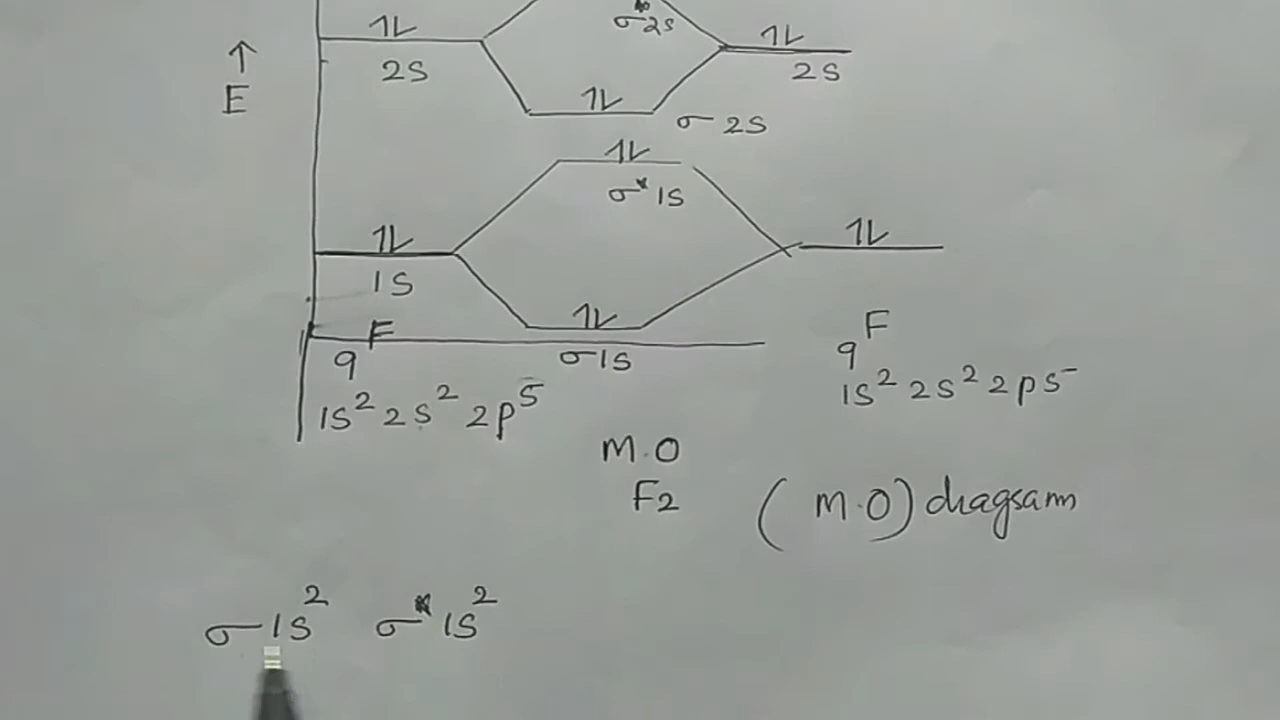 1L σ*2s 1L
↑ 2S 2S
E 1L σ 2S
1L
σ*1S
1L 1L
1S
F 1L F
9 σ1S 9
1S² 2S² 2p⁵ 1S² 2S² 2p5
M.O
F2 (M.O) diagsam
σ1S² σ*1S²